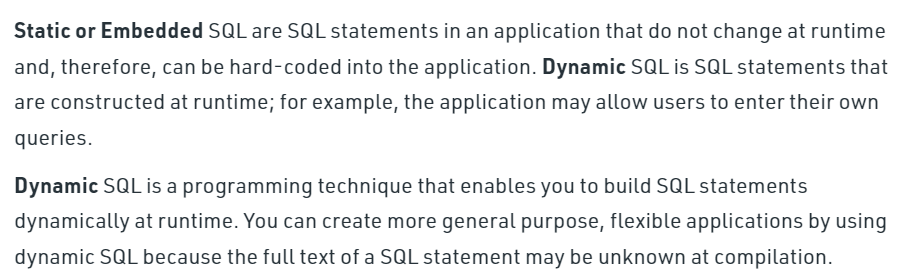 Static or Embedded SQL are SQL statements in an application that do not change at runtime
and, therefore, can be hard-coded into the application. Dynamic SQL is SQL statements that
are constructed at runtime; for example, the application may allow users to enter their own
queries.
Dynamic SQL is a programming technique that enables you to build SQL statements
dynamically at runtime. You can create more general purpose, flexible applications by using
dynamic SQL because the full text of a SQL statement may be unknown at compilation.